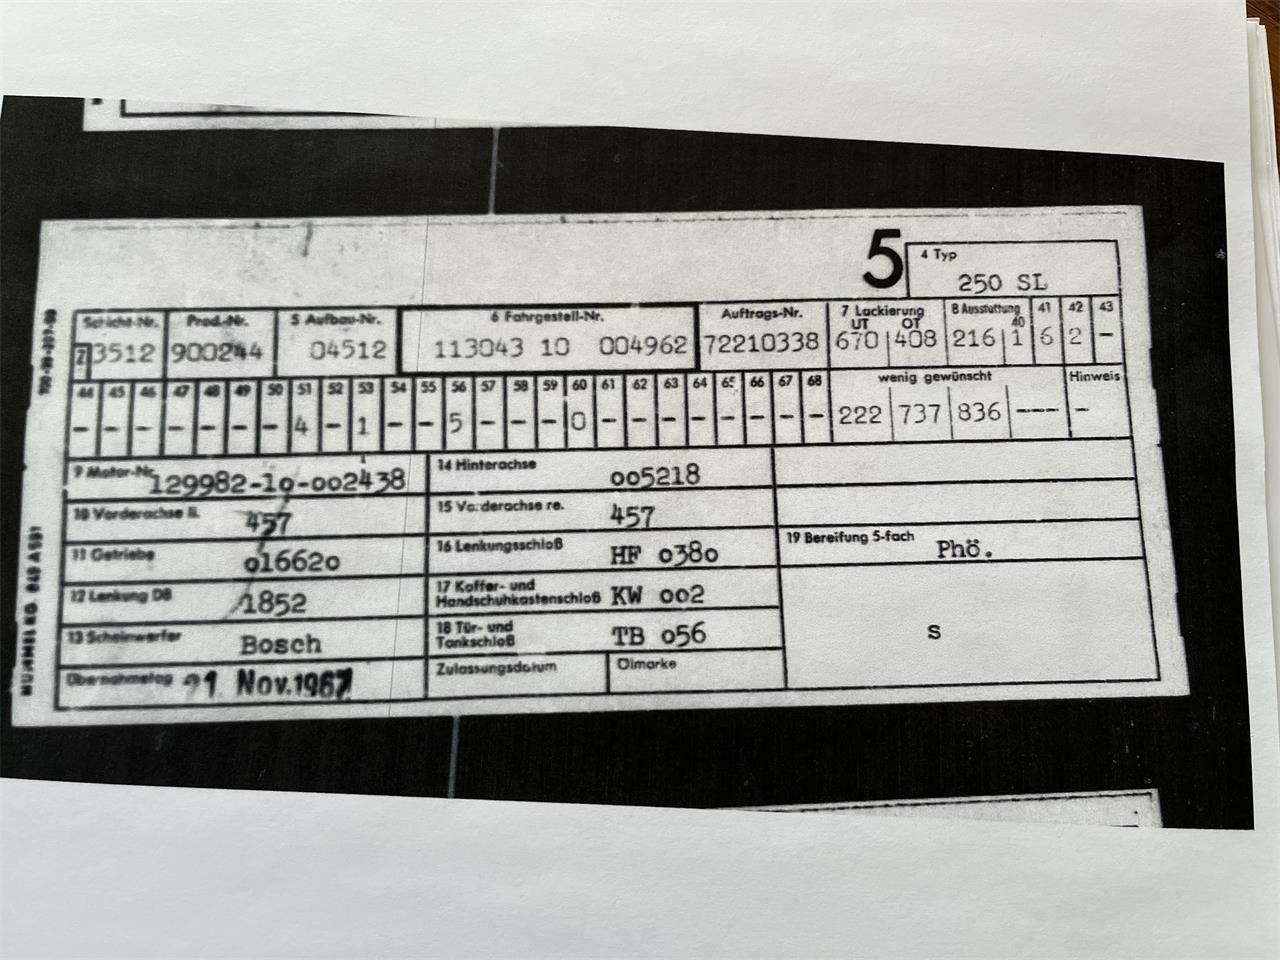 5
4 Typ
250 SL
Schicht-Nr. Prod.-Nr. 5 Aufbau-Nr. 6 Fahrgestell-Nr. Auftrags-Nr. 7 Lackierung 8 Ausstattung 41 42 43
UT OT 40
Z 3512 900244 04512 113043 10 004962 72210338 670 408 216 1 6 2 -
44 45 46 47 48 49 50 51 52 53 54 55 56 57 58 59 60 61 62 63 64 65 66 67 68 wenig gewünscht Hinweis
- - - - - - - 4 - 1 - - 5 - - - 0 - - - - - - - - 222 737 836 --- -
9 Motor-Nr. 129982-10-002438 14 Hinterachse 005218
10 Vorderachse li. 457 15 Vorderachse re. 457
11 Getriebe 016620 16 Lenkungsschloß HF 0380 19 Bereifung 5-fach Phö.
12 Lenkung DB 1852 17 Koffer- und
Handschuhkastenschloß KW 002
13 Scheinwerfer Bosch 18 Tür- und
Tankschloß TB 056 S
Übernahmetag 1 Nov. 1967 Zulassungsdatum Ölmarke